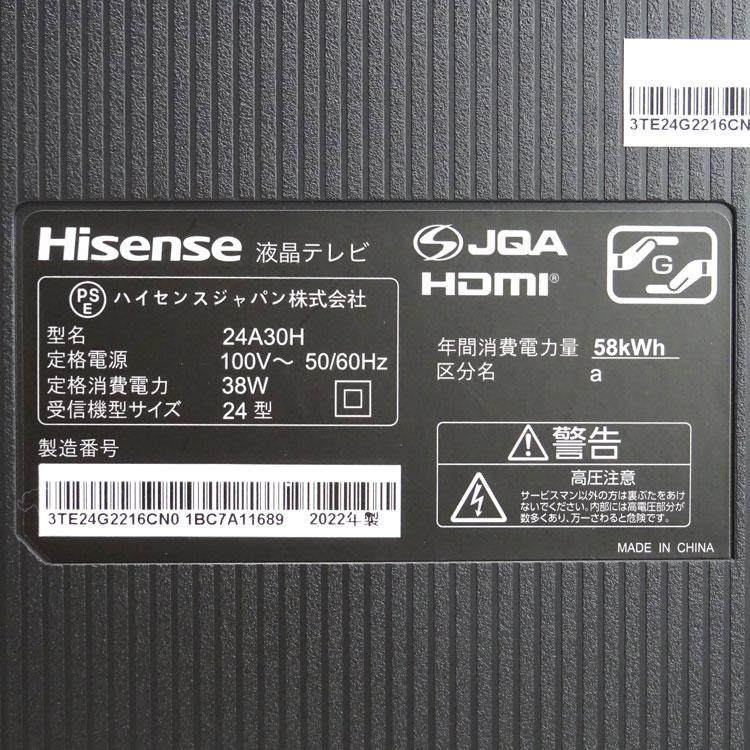 3TE24G2216CN
Hisense 液晶テレビ
PSE ハイセンスジャパン株式会社
型名 24A30H
定格電源 100V～ 50/60Hz
定格消費電力 38W
受信機型サイズ 24 型
製造番号
3TE24G2216CN0 1BC7A11689 2022年製
JQA
HDMI®
G
年間消費電力量 58kWh
区分名 a
警告
高圧注意
サービスマン以外の方は裏ぶたをあけ
ないでください。内部には高電圧部分が
数多くあり、万一さわると危険です。
MADE IN CHINA